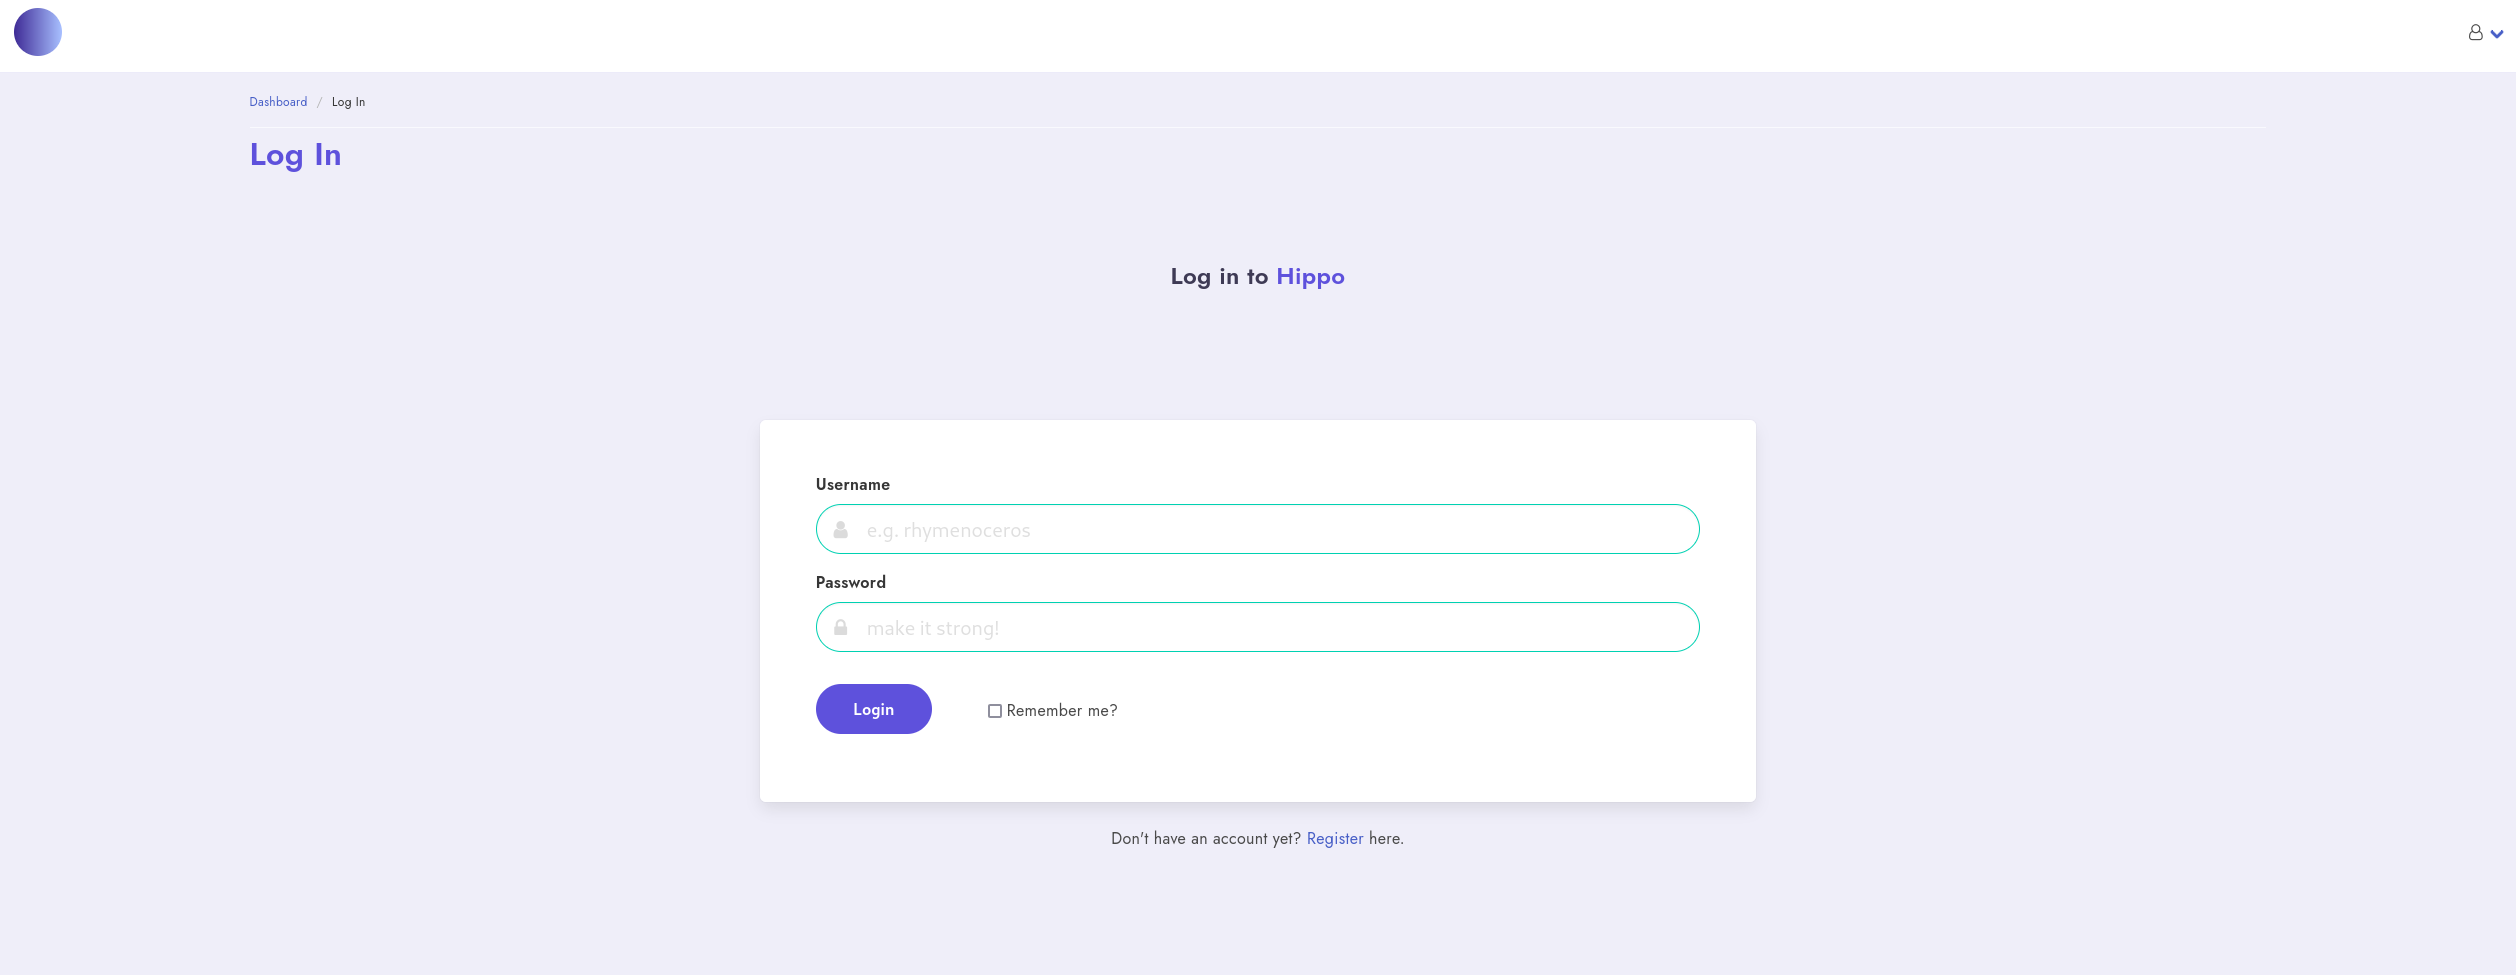 Dashboard / Log In
Log In
Log in to Hippo
Username
e.g. rhymenoceros
Password
make it strong!
Login
Remember me?
Don't have an account yet? Register here.